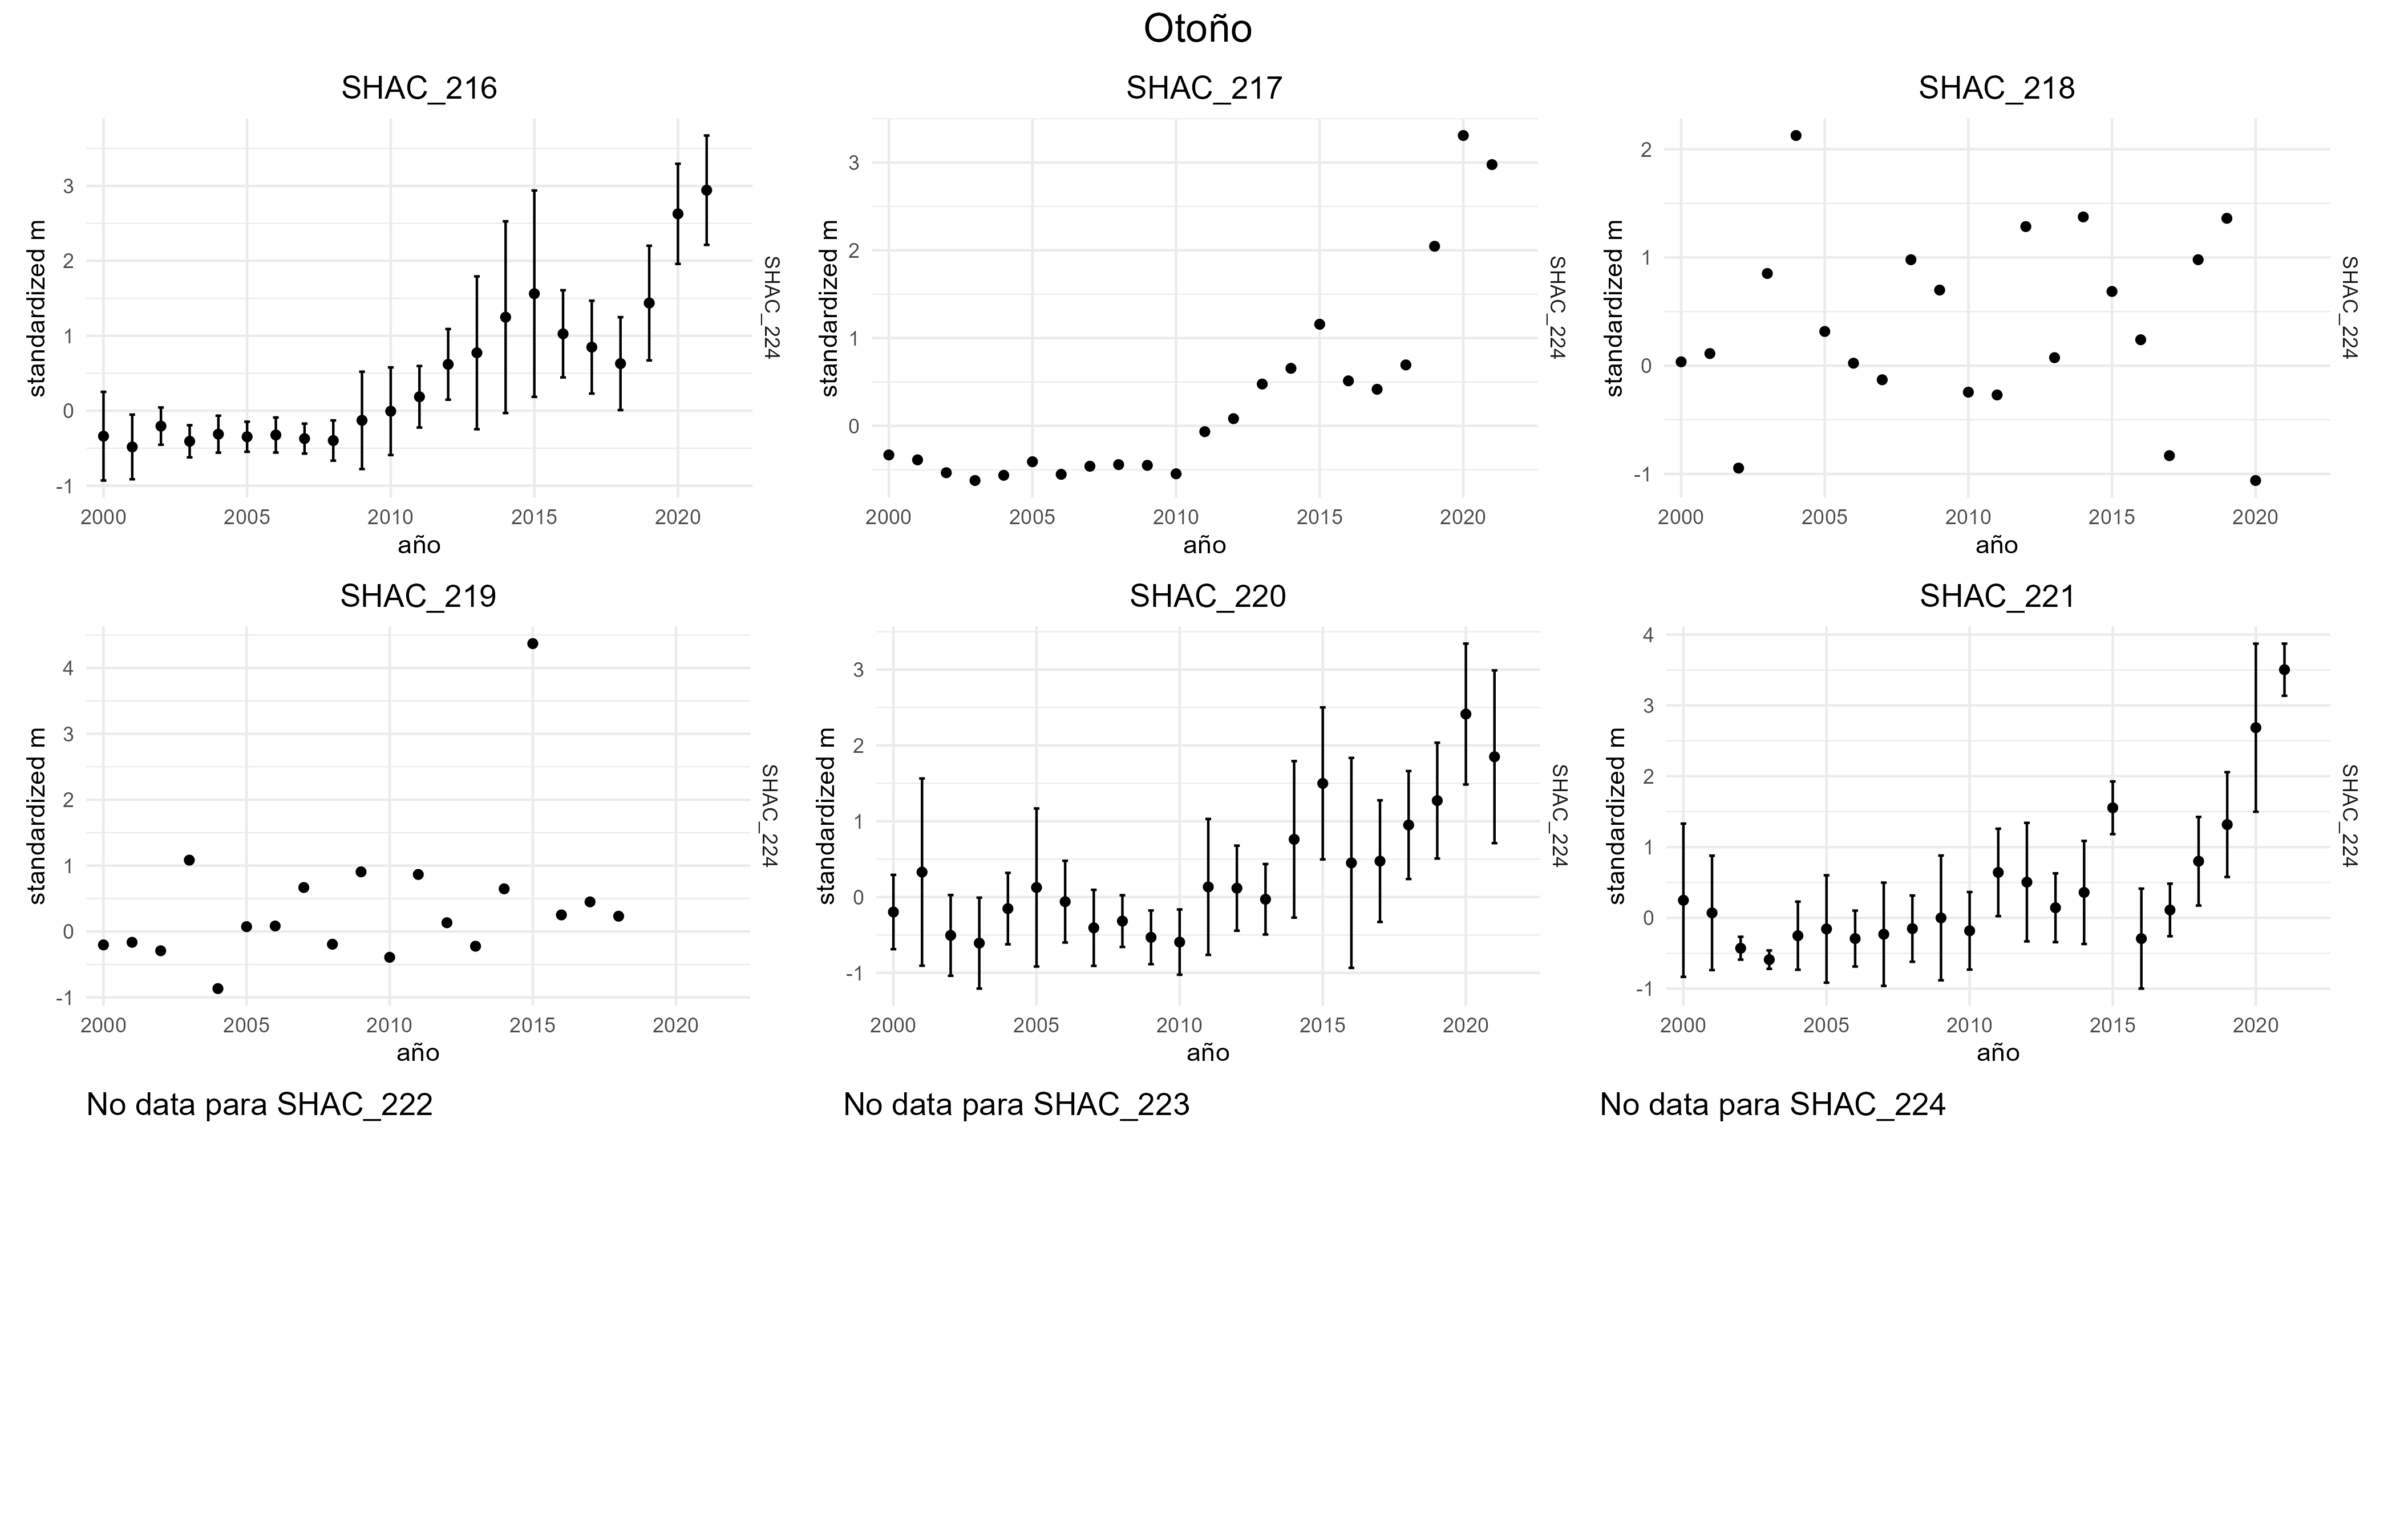 Otoño
SHAC_216
3
2
1
0
-1
standardized m
2000 2005 2010 2015 2020
año
SHAC_224
SHAC_217
3
2
1
0
standardized m
2000 2005 2010 2015 2020
año
SHAC_224
SHAC_218
2
1
0
-1
standardized m
2000 2005 2010 2015 2020
año
SHAC_224
SHAC_219
4
3
2
1
0
-1
standardized m
2000 2005 2010 2015 2020
año
SHAC_224
SHAC_220
3
2
1
0
-1
standardized m
2000 2005 2010 2015 2020
año
SHAC_224
SHAC_221
4
3
2
1
0
-1
standardized m
2000 2005 2010 2015 2020
año
SHAC_224
No data para SHAC_222
No data para SHAC_223
No data para SHAC_224